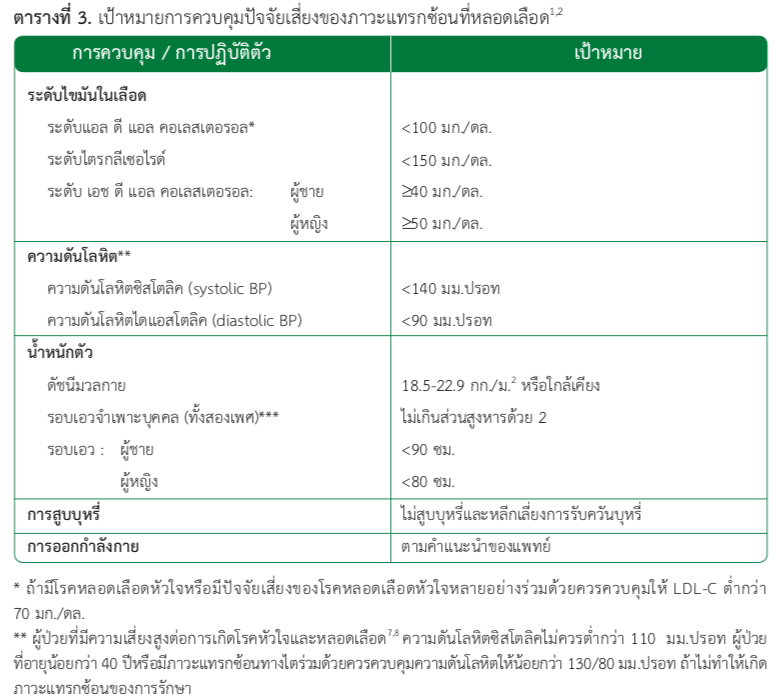 ตารางที่ 3. เป้าหมายการควบคุมปัจจัยเสี่ยงของภาวะแทรกซ้อนที่หลอดเลือด1,2
การควบคุม / การปฏิบัติตัว เป้าหมาย
ระดับไขมันในเลือด
ระดับแอล ดี แอล คอเลสเตอรอล* <100 มก./ดล.
ระดับไตรกลีเซอไรด์ <150 มก./ดล.
ระดับ เอช ดี แอล คอเลสเตอรอล: ผู้ชาย ≥40 มก./ดล.
ผู้หญิง ≥50 มก./ดล.
ความดันโลหิต**
ความดันโลหิตซิสโตลิค (systolic BP) <140 มม.ปรอท
ความดันโลหิตไดแอสโตลิค (diastolic BP) <90 มม.ปรอท
น้ำหนักตัว
ดัชนีมวลกาย 18.5-22.9 กก./ม.2 หรือใกล้เคียง
รอบเอวจำเพาะบุคคล (ทั้งสองเพศ)*** ไม่เกินส่วนสูงหารด้วย 2
รอบเอว : ผู้ชาย <90 ซม.
ผู้หญิง <80 ซม.
การสูบบุหรี่ ไม่สูบบุหรี่และหลีกเลี่ยงการรับควันบุหรี่
การออกกำลังกาย ตามคำแนะนำของแพทย์
* ถ้ามีโรคหลอดเลือดหัวใจหรือมีปัจจัยเสี่ยงของโรคหลอดเลือดหัวใจหลายอย่างร่วมด้วยควรควบคุมให้ LDL-C ต่ำกว่า
70 มก./ดล.
** ผู้ป่วยที่มีความเสี่ยงสูงต่อการเกิดโรคหัวใจและหลอดเลือด7,8 ความดันโลหิตซิสโตลิคไม่ควรต่ำกว่า 110 มม.ปรอท ผู้ป่วย
ที่อายุน้อยกว่า 40 ปีหรือมีภาวะแทรกซ้อนทางไตร่วมด้วยควรควบคุมความดันโลหิตให้น้อยกว่า 130/80 มม.ปรอท ถ้าไม่ทำให้เกิด
ภาวะแทรกซ้อนของการรักษา